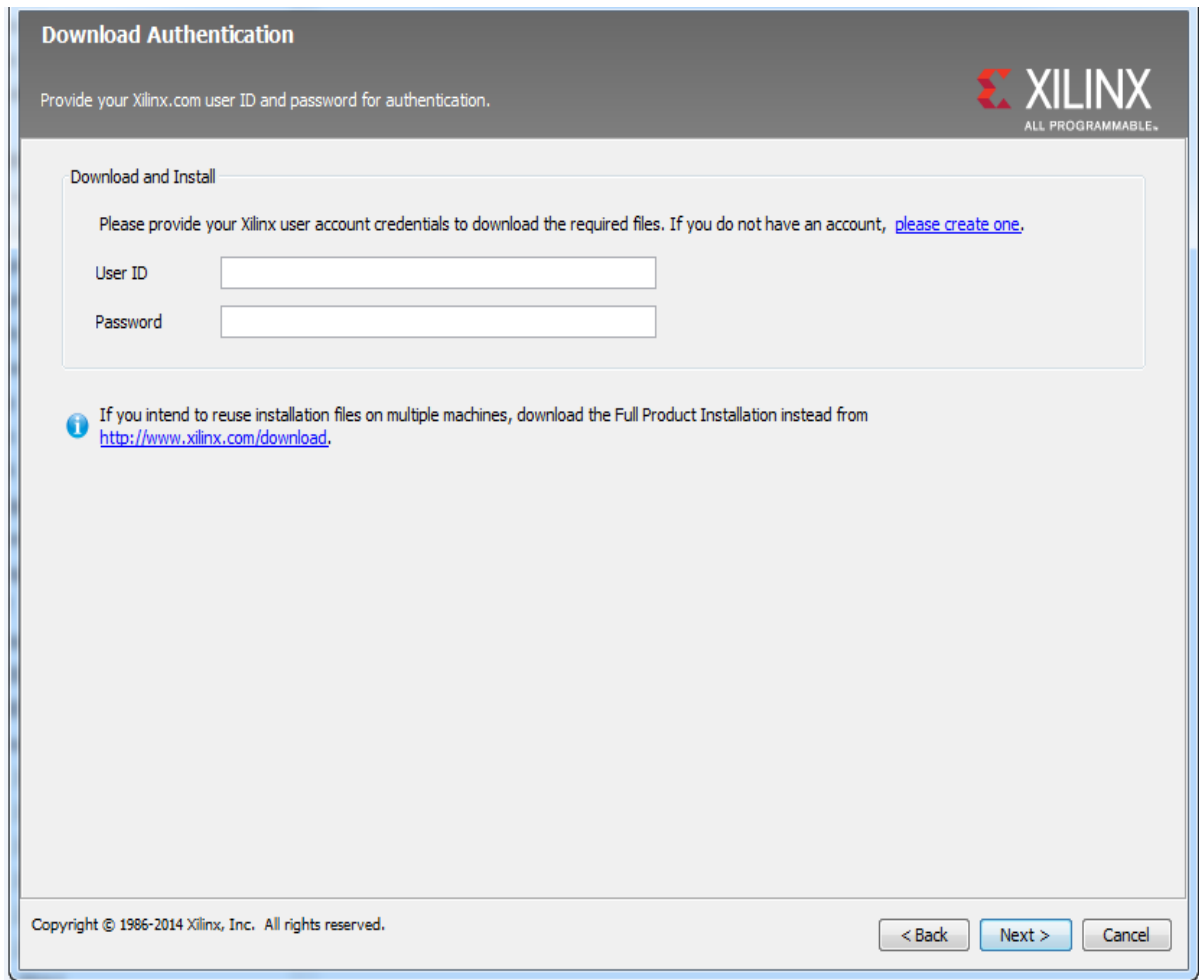 Download Authentication
Provide your Xilinx.com user ID and password for authentication.
XILINX
ALL PROGRAMMABLE™
Download and Install
Please provide your Xilinx user account credentials to download the required files. If you do not have an account, please create one.
User ID
Password
If you intend to reuse installation files on multiple machines, download the Full Product Installation instead from
http://www.xilinx.com/download.
Copyright © 1986-2014 Xilinx, Inc. All rights reserved.
< Back Next > Cancel